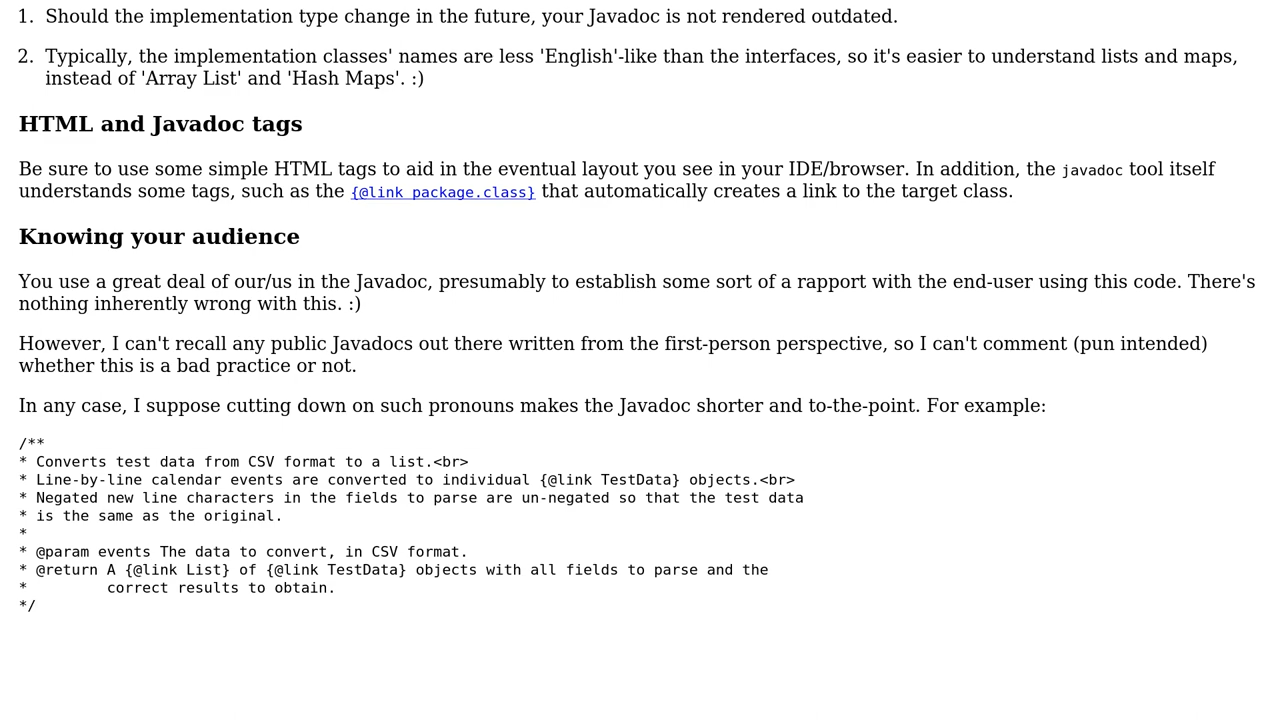 1. Should the implementation type change in the future, your Javadoc is not rendered outdated.
2. Typically, the implementation classes' names are less 'English'-like than the interfaces, so it's easier to understand lists and maps,
instead of 'Array List' and 'Hash Maps'. :)
HTML and Javadoc tags
Be sure to use some simple HTML tags to aid in the eventual layout you see in your IDE/browser. In addition, the javadoc tool itself
understands some tags, such as the {@link package.class} that automatically creates a link to the target class.
Knowing your audience
You use a great deal of our/us in the Javadoc, presumably to establish some sort of a rapport with the end-user using this code. There's
nothing inherently wrong with this. :)
However, I can't recall any public Javadocs out there written from the first-person perspective, so I can't comment (pun intended)
whether this is a bad practice or not.
In any case, I suppose cutting down on such pronouns makes the Javadoc shorter and to-the-point. For example:
/**
* Converts test data from CSV format to a list.<br>
* Line-by-line calendar events are converted to individual {@link TestData} objects.<br>
* Negated new line characters in the fields to parse are un-negated so that the test data
* is the same as the original.
*
* @param events The data to convert, in CSV format.
* @return A {@link List} of {@link TestData} objects with all fields to parse and the
*         correct results to obtain.
*/